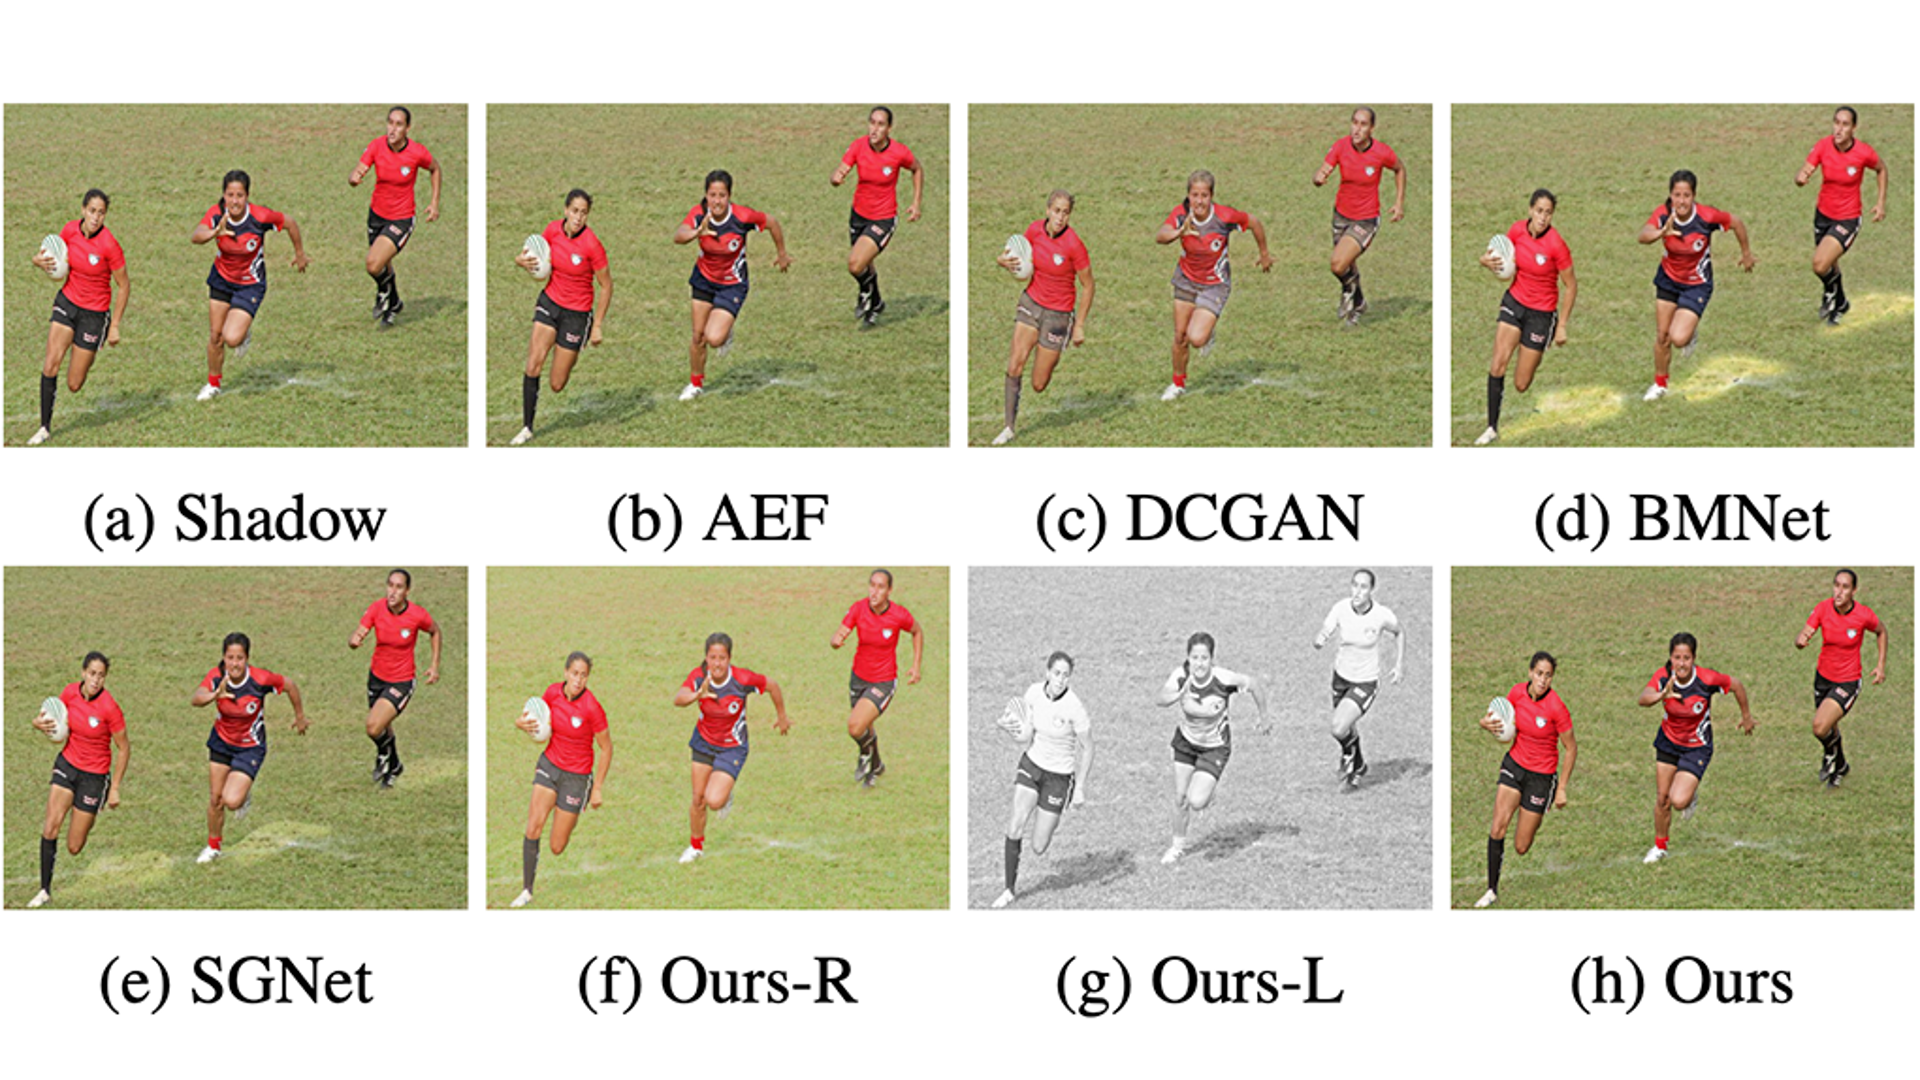 (a) Shadow
(b) AEF
(c) DCGAN
(d) BMNet
(e) SGNet
(f) Ours-R
(g) Ours-L
(h) Ours